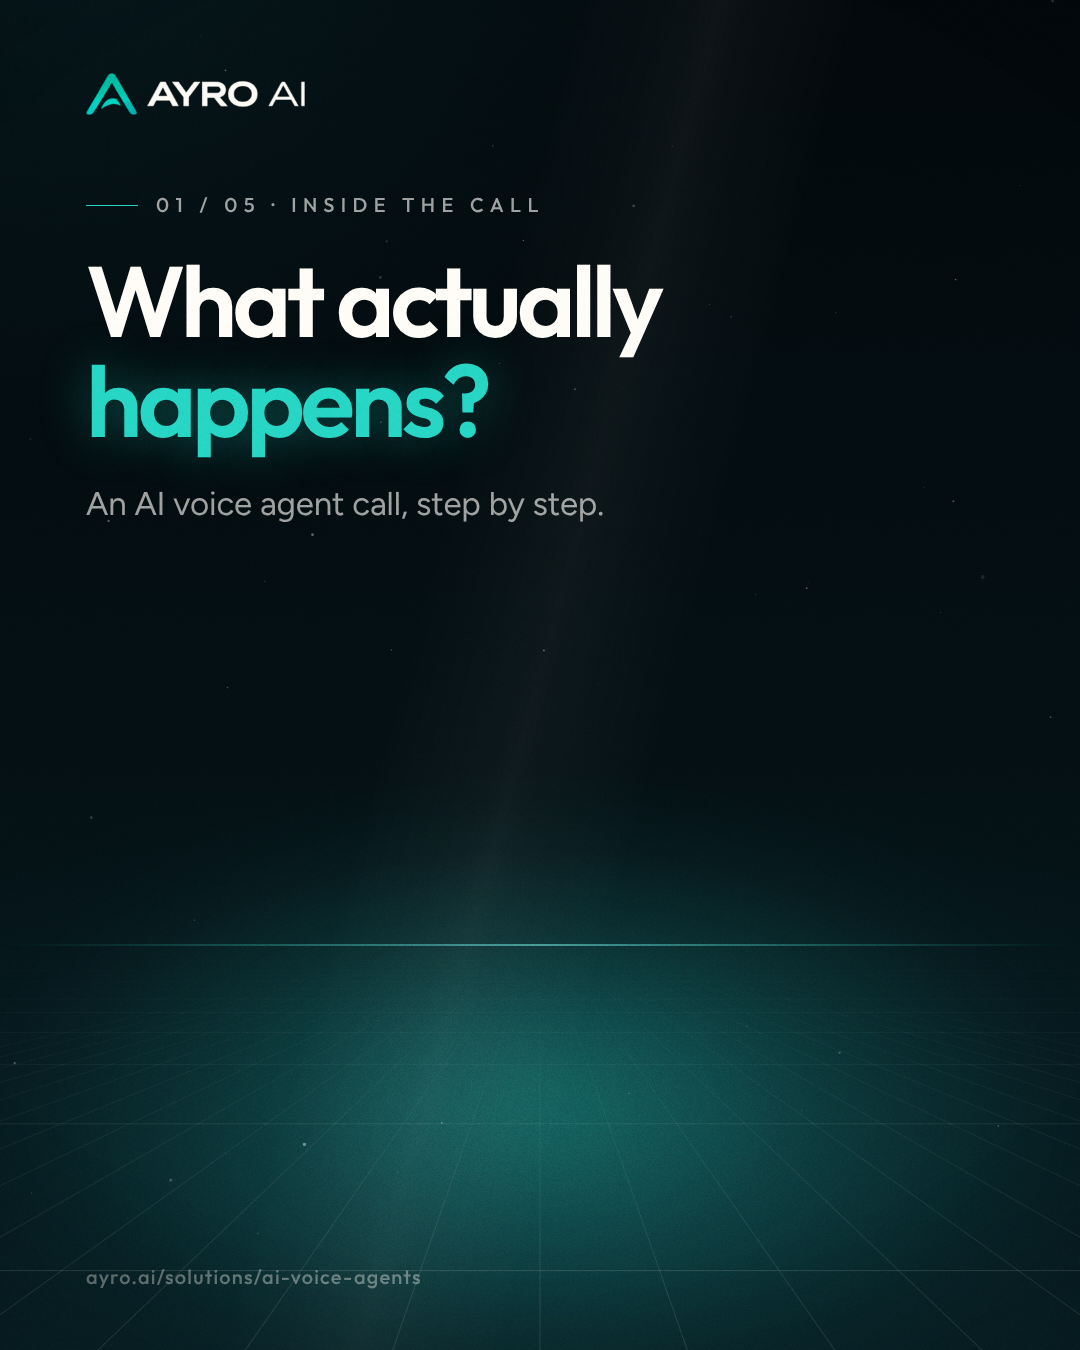 AYRO AI
01 / 05 · INSIDE THE CALL
What actually
happens?
An AI voice agent call, step by step.
ayro.ai/solutions/ai-voice-agents